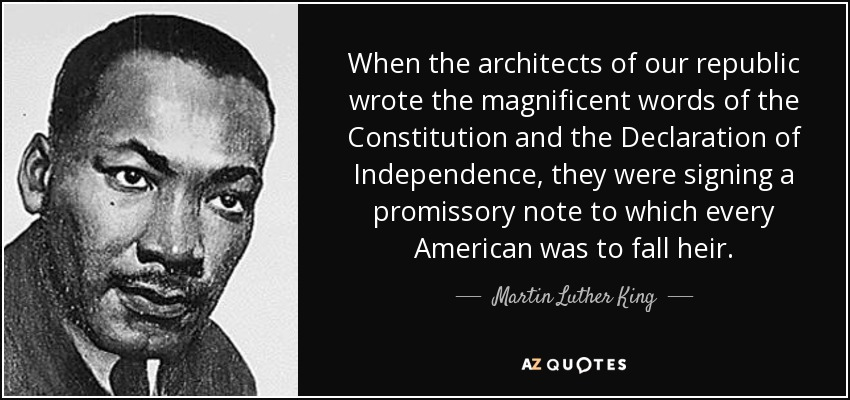 When the architects of our republic
wrote the magnificent words of the
Constitution and the Declaration of
Independence, they were signing a
promissory note to which every
American was to fall heir.
Martin Luther King
AZ QUOTES